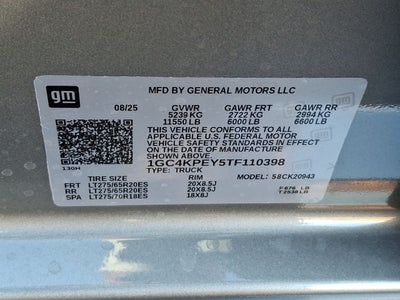 gm
MFD BY GENERAL MOTORS LLC
08/25 GVWR GAWR FRT GAWR RR
5239 KG 2722 KG 2994 KG
11550 LB 6000 LB 6600 LB
THIS VEHICLE CONFORMS TO ALL
APPLICABLE U.S. FEDERAL MOTOR
VEHICLE SAFETY STANDARDS IN
EFFECT ON THE DATE OF
MANUFACTURE SHOWN ABOVE.
1GC4KPEY5TF110398
130H TYPE: TRUCK
TIRE SIZE RIM MODEL: 58CK20943
FRT LT275/65R20ES 20X8.5J
RR LT275/65R20ES 20X8.5J
SPA LT275/70R18ES 18X8J